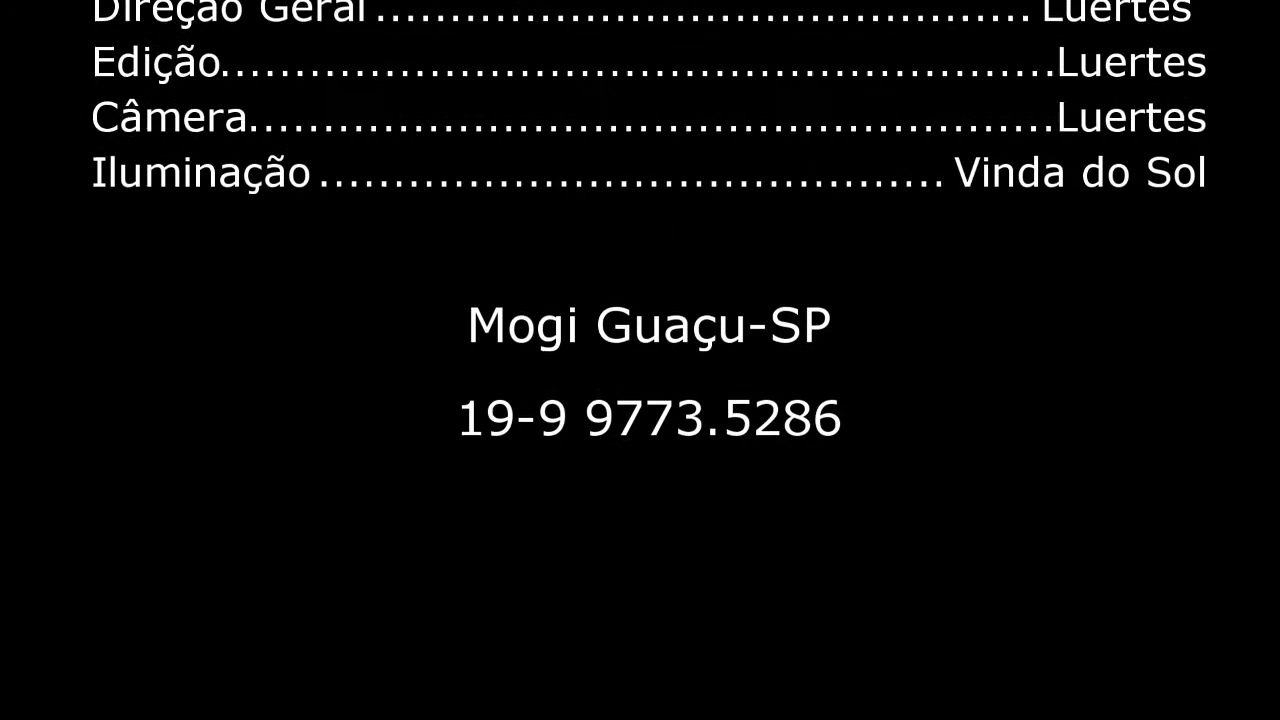 Direção Geral............................................. Luertes
Edição.........................................................Luertes
Câmera.......................................................Luertes
Iluminação........................................... Vinda do Sol
Mogi Guaçu-SP
19-9 9773.5286